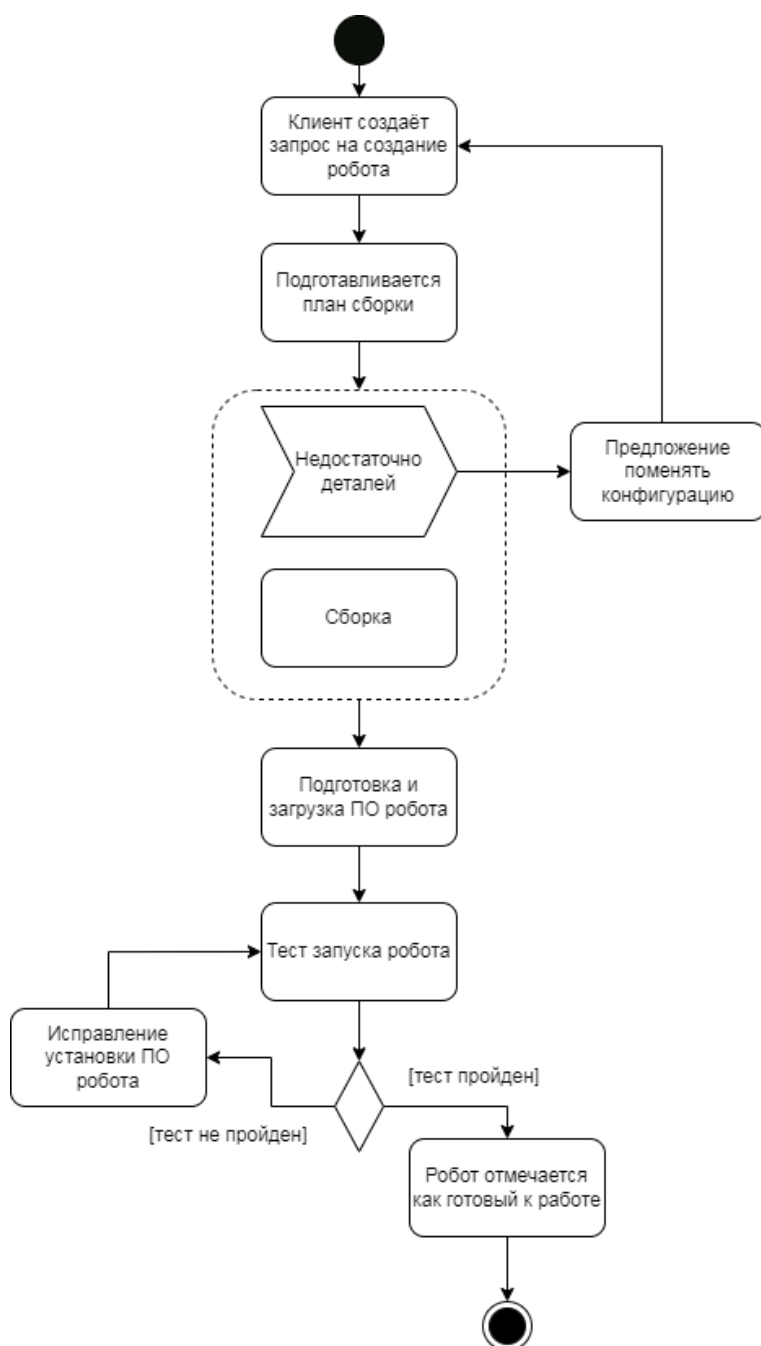 Клиент создаёт
запрос на создание
робота
Подготавливается
план сборки
Недостаточно
деталей
Предложение
поменять
конфигурацию
Сборка
Подготовка и
загрузка ПО робота
Тест запуска робота
Исправление
установки ПО
робота
[тест пройден]
[тест не пройден]
Робот отмечается
как готовый к работе